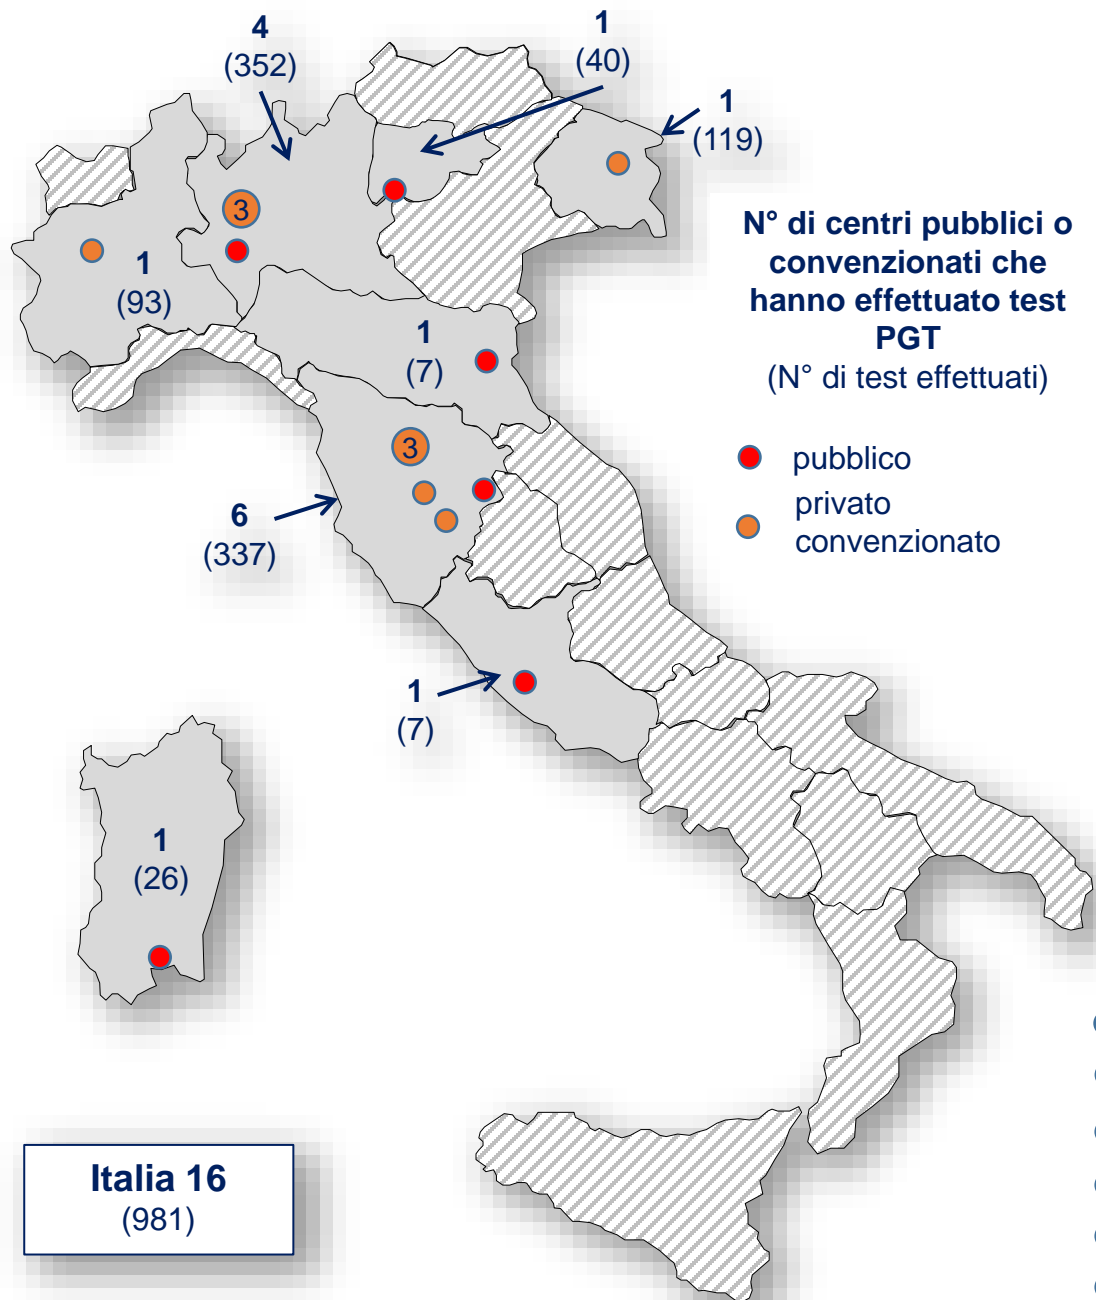 4
(352)
1
(40)
1
(119)
3
1
(93)
N° di centri pubblici o
convenzionati che
hanno effettuato test
PGT
(N° di test effettuati)
1
(7)
3
pubblico
privato
convenzionato
6
(337)
1
(7)
1
(26)
Italia 16
(981)